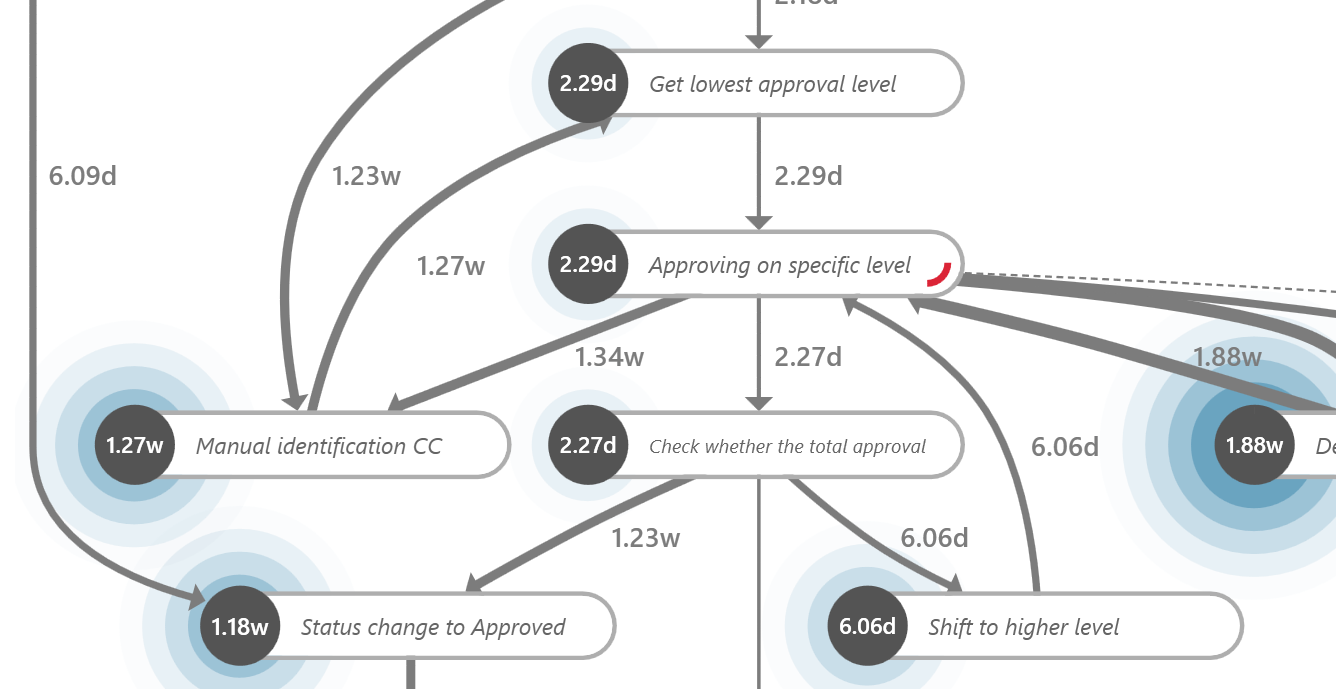 2.29d Get lowest approval level
6.09d
1.23w
2.29d
1.27w
2.29d Approving on specific level
1.34w
2.27d
1.88w
1.27w Manual identification CC
2.27d Check whether the total approval
6.06d
1.88w
1.23w
6.06d
1.18w Status change to Approved
6.06d Shift to higher level